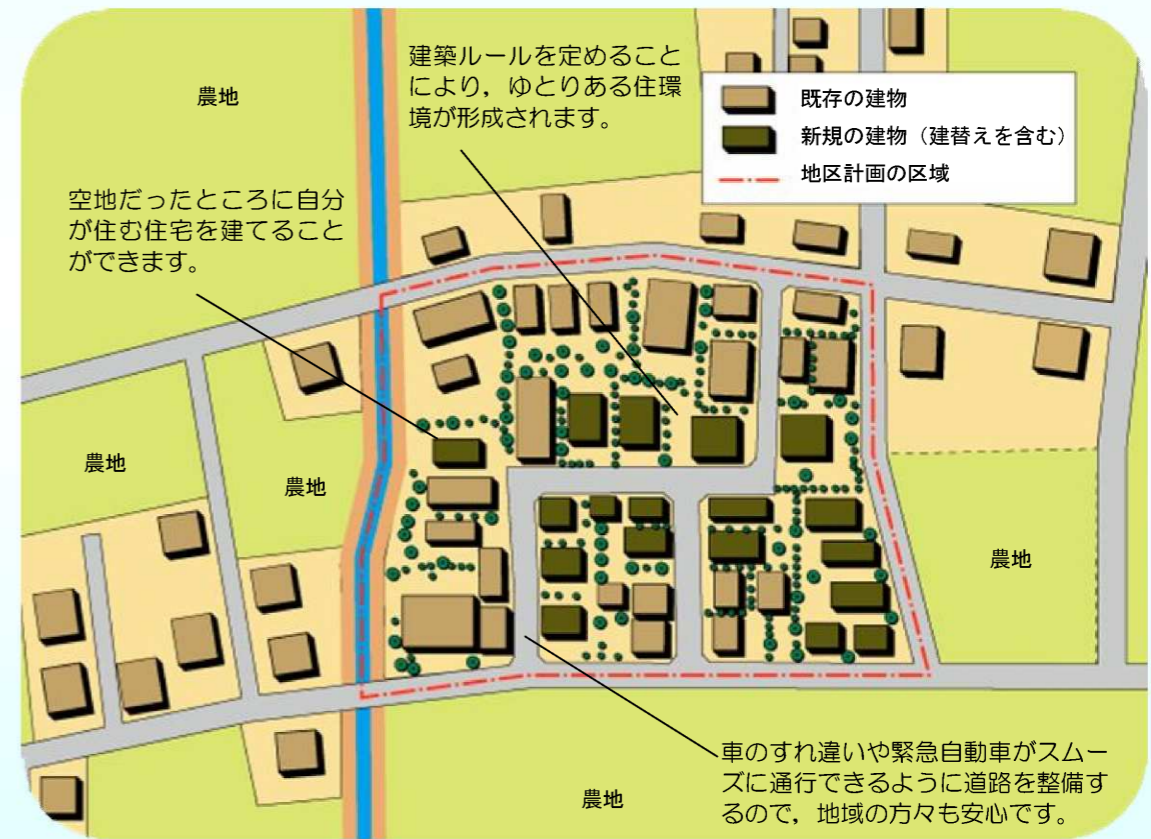 農地
建築ルールを定めること
により，ゆとりある住環
境が形成されます。
既存の建物
新規の建物（建替えを含む）
地区計画の区域
空地だったところに自分
が住む住宅を建てること
ができます。
農地
農地
農地
車のすれ違いや緊急自動車がスムー
ズに通行できるように道路を整備す
るので，地域の方々も安心です。
農地